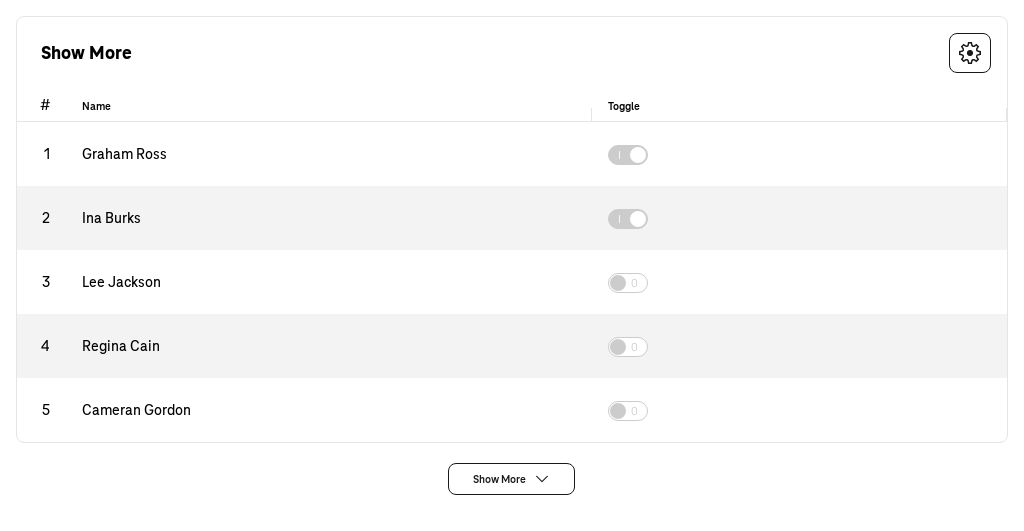 Show More
# Name Toggle
1 Graham Ross I
2 Ina Burks I
3 Lee Jackson 0
4 Regina Cain 0
5 Cameran Gordon 0
Show More